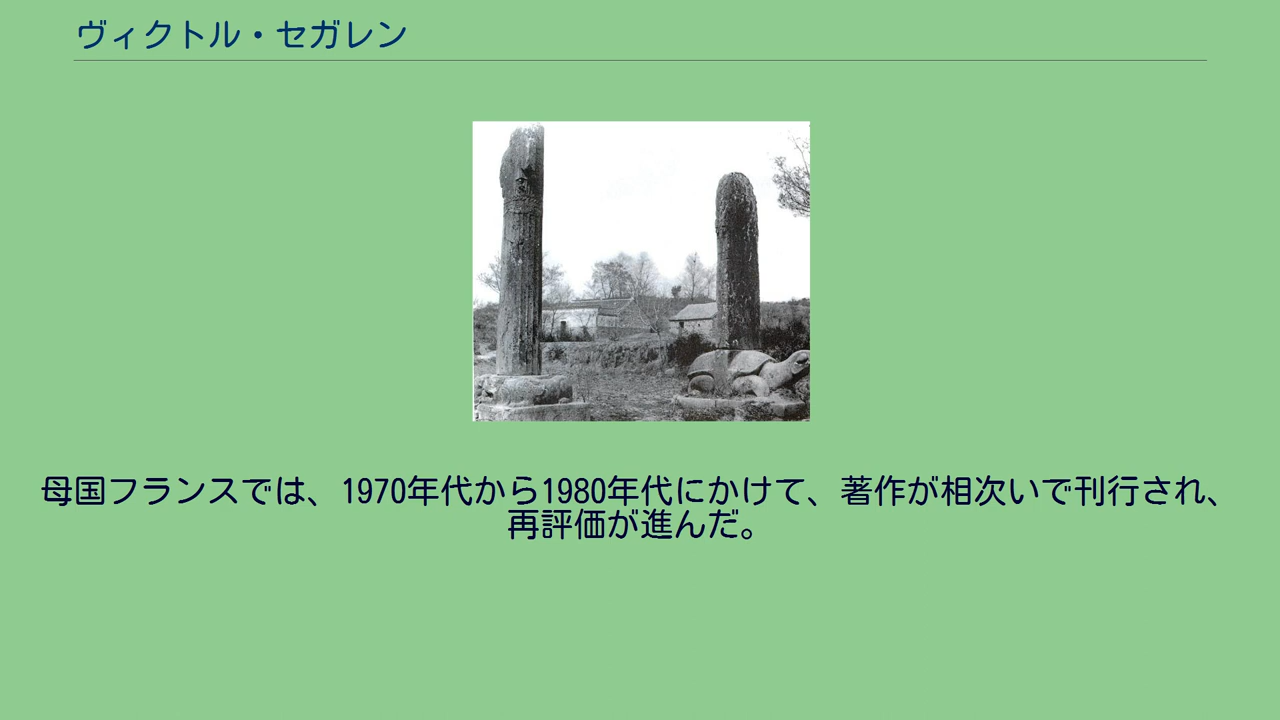 ヴィクトル・セガレン
母国フランスでは、1970年代から1980年代にかけて、著作が相次いで刊行され、
再評価が進んだ。